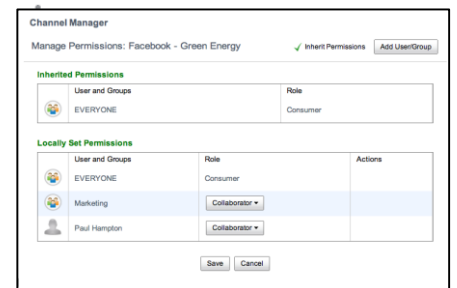 Channel Manager
Manage Permissions: Facebook - Green Energy
Inherit Permissions Add User/Group
Inherited Permissions
User and Groups Role
EVERYONE Consumer
Locally Set Permissions
User and Groups Role Actions
EVERYONE Consumer
Marketing Collaborator
Paul Hampton Collaborator
Save Cancel